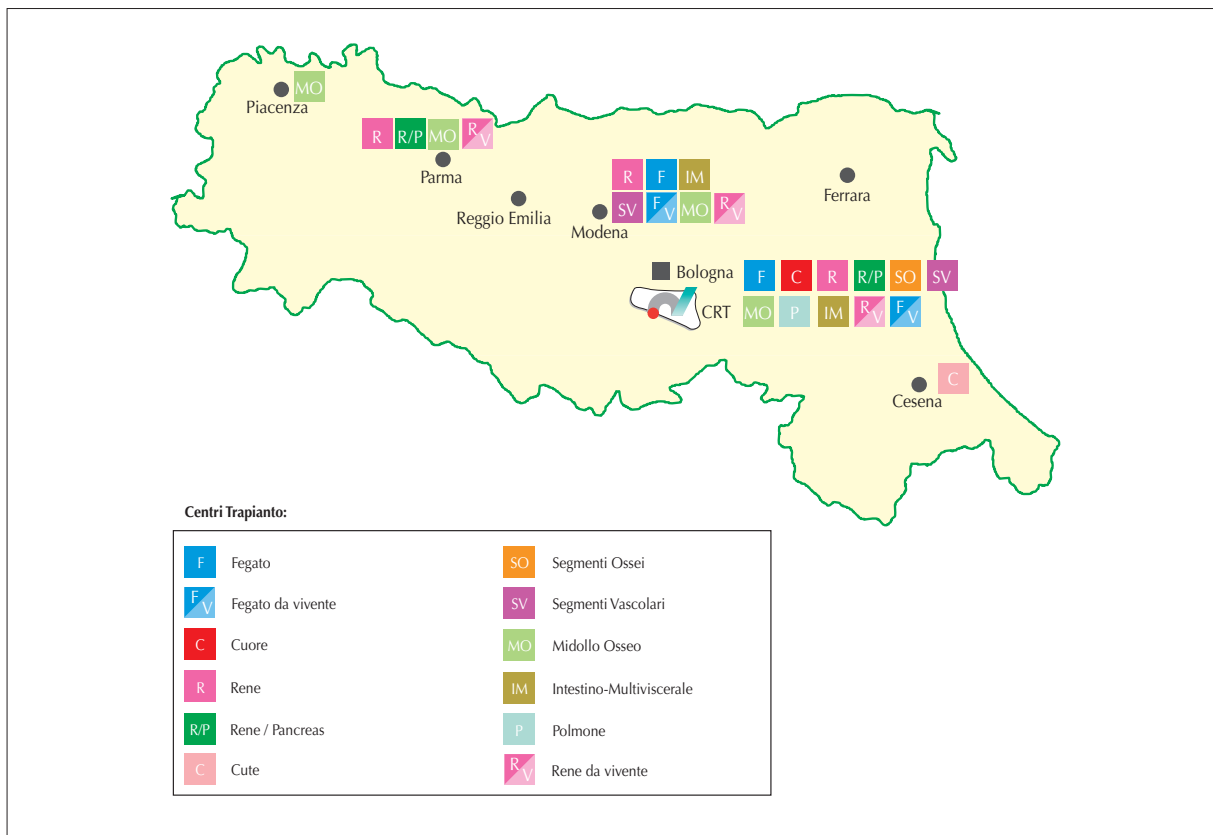 MO
Piacenza
R R/P MO R V
Parma
Reggio Emilia
R F IM
SV F V MO R V
Modena
Ferrara
Bologna
F C R R/P SO SV
CRT
MO P IM R V F V
C
Cesena
Centri Trapianto:
F Fegato
F V Fegato da vivente
C Cuore
R Rene
R/P Rene / Pancreas
C Cute
SO Segmenti Ossei
SV Segmenti Vascolari
MO Midollo Osseo
IM Intestino-Multiviscerale
P Polmone
R V Rene da vivente